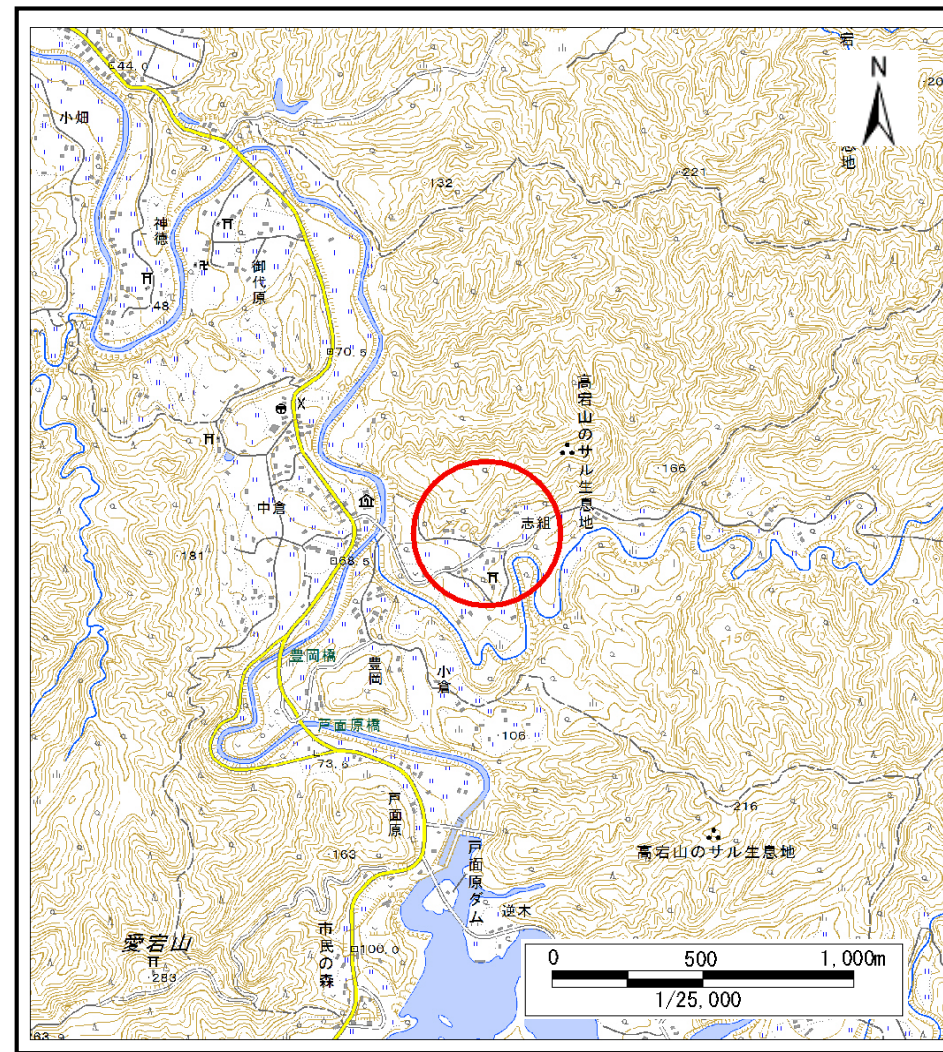 44.0
小畑
N
132
221
神徳
御代原
48
70.5
高宕山のサル生息地
166
志組
中倉
181
68.5
豊岡橋
豊岡
小倉
戸面原橋
106
73.6
戸面原
216
高宕山のサル生息地
163
戸面原ダム
逆木
愛宕山
283
市民の森
100.0
0 500 1,000m
1/25,000